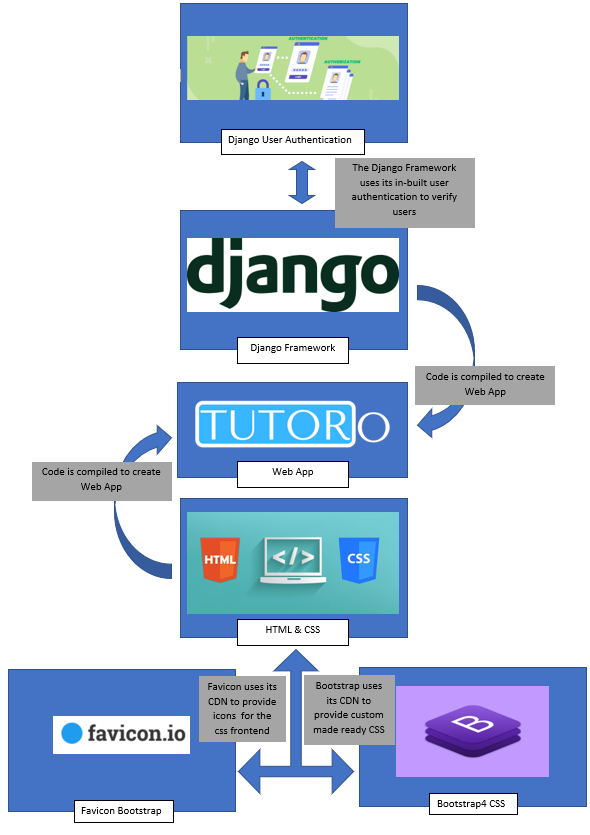 AUTHENTICATION
AUTHORIZATION
Django User Authentication
The Django Framework
uses its in-built user
authentication to verify
users
django
Django Framework
Code is compiled to create
Web App
TUTORO
Web App
Code is compiled to create
Web App
HTML
</>
CSS
HTML & CSS
Favicon uses its
CDN to provide
icons for the
css frontend
Bootstrap uses
its CDN to
provide custom
made ready CSS
favicon.io
B
Favicon Bootstrap
Bootstrap4 CSS